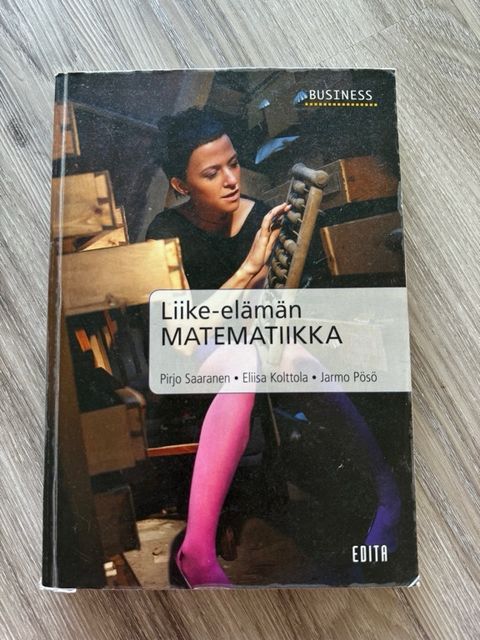 BUSINESS
Liike-elämän
MATEMATIIKKA
Pirjo Saaranen • Eliisa Kolttola • Jarmo Pösö
EDITA